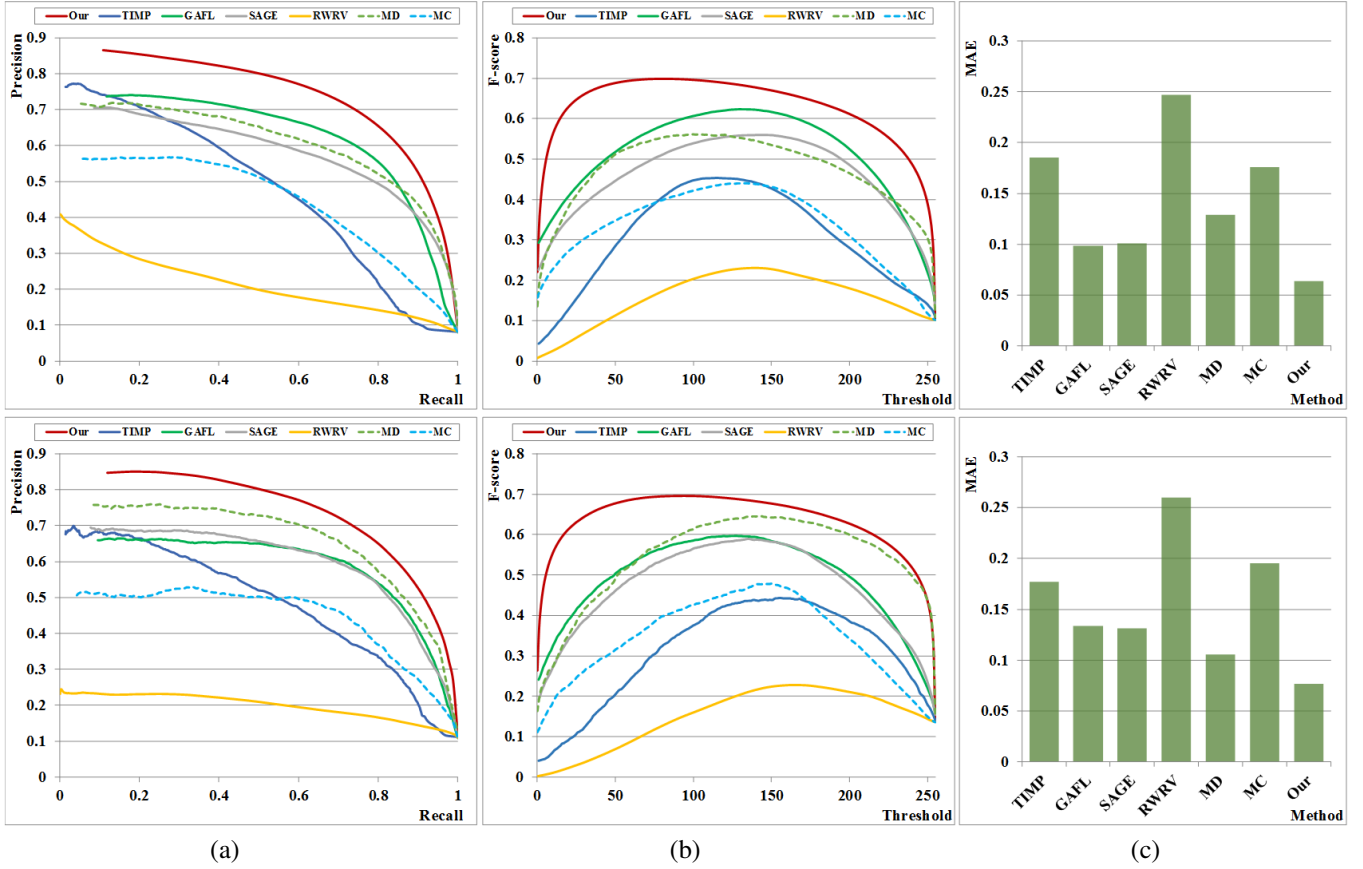 Our TIMP GAFL SAGE RWRV MD MC
Precision
0.9
0.8
0.7
0.6
0.5
0.4
0.3
0.2
0.1
0
0 0.2 0.4 0.6 0.8 1
Recall
Our TIMP GAFL SAGE RWRV MD MC
F-score
0.8
0.7
0.6
0.5
0.4
0.3
0.2
0.1
0
0 50 100 150 200 250
Threshold
MAE
0.3
0.25
0.2
0.15
0.1
0.05
0
TIMP GAFL SAGE RWRV MD MC Our
Method
Our TIMP GAFL SAGE RWRV MD MC
Precision
0.9
0.8
0.7
0.6
0.5
0.4
0.3
0.2
0.1
0
0 0.2 0.4 0.6 0.8 1
Recall
Our TIMP GAFL SAGE RWRV MD MC
F-score
0.8
0.7
0.6
0.5
0.4
0.3
0.2
0.1
0
0 50 100 150 200 250
Threshold
MAE
0.3
0.25
0.2
0.15
0.1
0.05
0
TIMP GAFL SAGE RWRV MD MC Our
Method
(a) (b) (c)